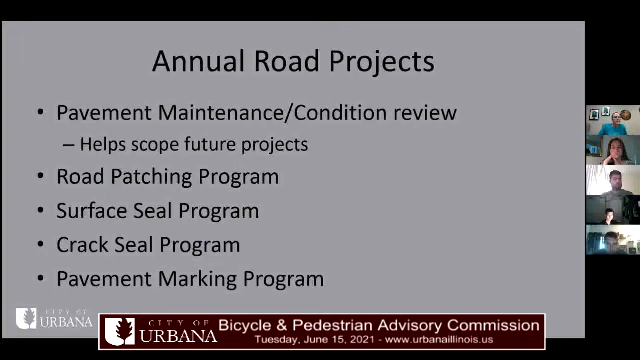 Annual Road Projects
• Pavement Maintenance/Condition review
– Helps scope future projects
• Road Patching Program
• Surface Seal Program
• Crack Seal Program
• Pavement Marking Program
CITY OF
URBANA
CITY OF
URBANA
Bicycle & Pedestrian Advisory Commission
Tuesday, June 15, 2021 - www.urbanaillinois.us